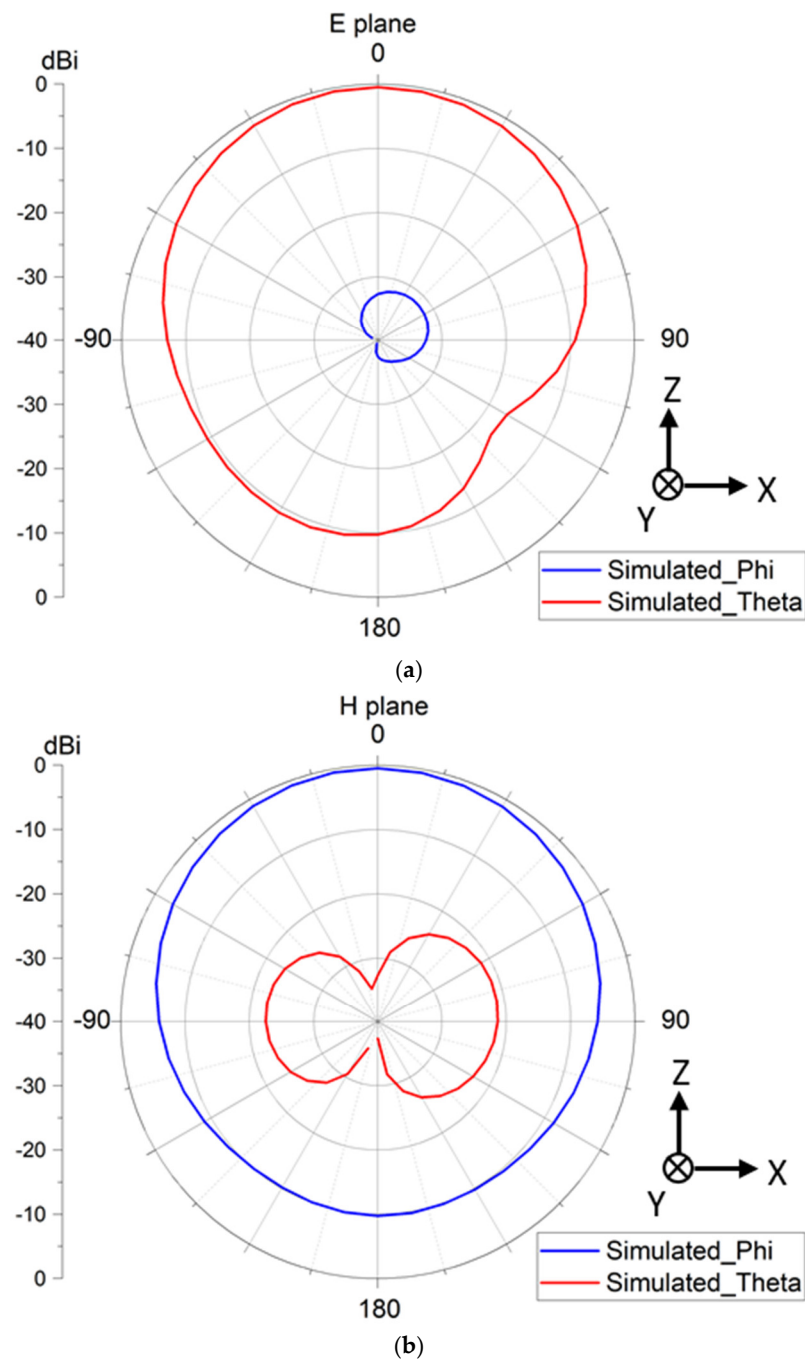 E plane
0
dBi
0
-10
-20
-30
-40
-30
-20
-10
0
-90
90
180
Z
X
Y
Simulated_Phi
Simulated_Theta
(a)
H plane
0
dBi
0
-10
-20
-30
-40
-30
-20
-10
0
-90
90
180
Z
X
Y
Simulated_Phi
Simulated_Theta
(b)